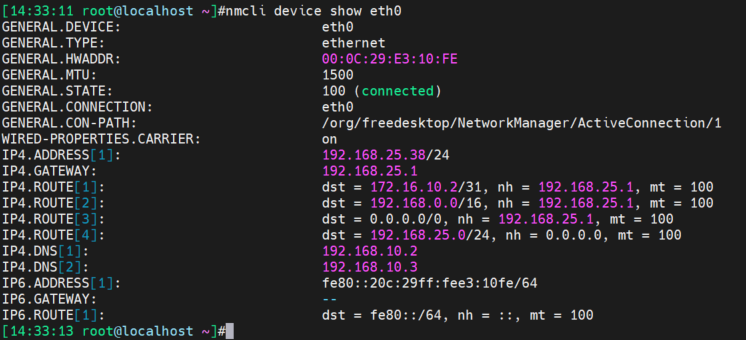 [14:33:11 root@localhost ~]#nmcli device show eth0
GENERAL.DEVICE: eth0
GENERAL.TYPE: ethernet
GENERAL.HWADDR: 00:0C:29:E3:10:FE
GENERAL.MTU: 1500
GENERAL.STATE: 100 (connected)
GENERAL.CONNECTION: eth0
GENERAL.CON-PATH: /org/freedesktop/NetworkManager/ActiveConnection/1
WIRED-PROPERTIES.CARRIER: on
IP4.ADDRESS[1]: 192.168.25.38/24
IP4.GATEWAY: 192.168.25.1
IP4.ROUTE[1]: dst = 172.16.10.2/31, nh = 192.168.25.1, mt = 100
IP4.ROUTE[2]: dst = 192.168.0.0/16, nh = 192.168.25.1, mt = 100
IP4.ROUTE[3]: dst = 0.0.0.0/0, nh = 192.168.25.1, mt = 100
IP4.ROUTE[4]: dst = 192.168.25.0/24, nh = 0.0.0.0, mt = 100
IP4.DNS[1]: 192.168.10.2
IP4.DNS[2]: 192.168.10.3
IP6.ADDRESS[1]: fe80::20c:29ff:fee3:10fe/64
IP6.GATEWAY: --
IP6.ROUTE[1]: dst = fe80::/64, nh = ::, mt = 100
[14:33:13 root@localhost ~]#